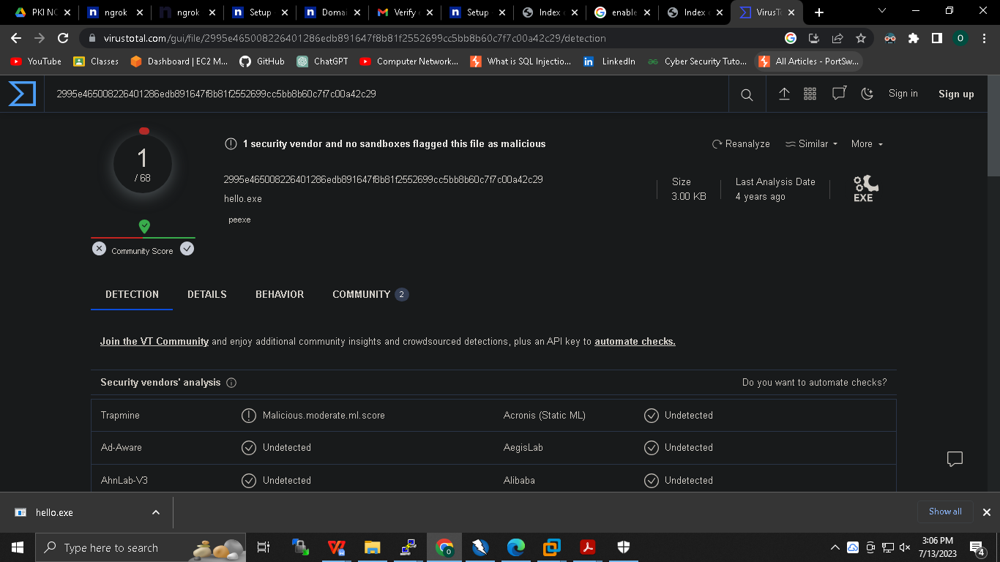 PKI NO
ngrok
ngrok
Setup
Domai
Verify
Setup
Index
enable
Index
VirusTo
virustotal.com/gui/file/2995e465008226401286edb891647f8b81f2552699cc5bb8b60c7f7c00a42c29/detection
O
YouTube
Classes
Dashboard | EC2 M...
GitHub
ChatGPT
Computer Network...
What is SQL Injectio...
LinkedIn
Cyber Security Tuto...
All Articles - PortSw...
2995e465008226401286edb891647f8b81f2552699cc5bb8b60c7f7c00a42c29
7
Sign in
Sign up
1
/ 68
1 security vendor and no sandboxes flagged this file as malicious
Reanalyze
Similar
More
2995e465008226401286edb891647f8b81f2552699cc5bb8b60c7f7c00a42c29
hello.exe
peexe
Size
3.00 KB
Last Analysis Date
4 years ago
EXE
Community Score
DETECTION
DETAILS
BEHAVIOR
COMMUNITY 2
Join the VT Community and enjoy additional community insights and crowdsourced detections, plus an API key to automate checks.
Security vendors' analysis
Do you want to automate checks?
Trapmine
Malicious.moderate.ml.score
Acronis (Static ML)
Undetected
Ad-Aware
Undetected
AegisLab
Undetected
AhnLab-V3
Undetected
Alibaba
Undetected
hello.exe
Show all
Type here to search
3:06 PM
7/13/2023
4